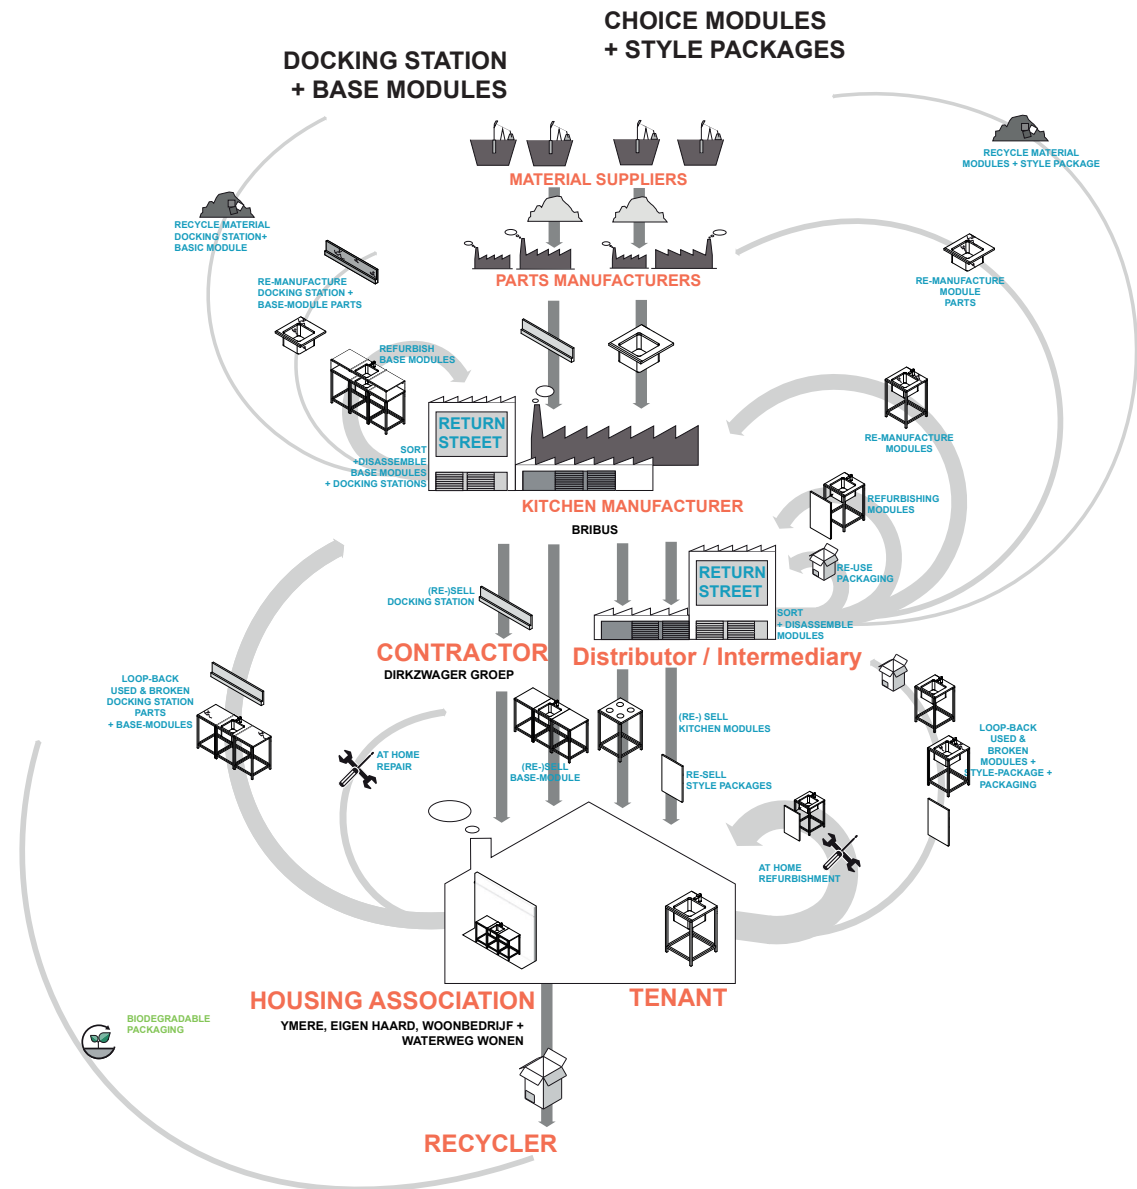 CHOICE MODULES
+ STYLE PACKAGES
DOCKING STATION
+ BASE MODULES
MATERIAL SUPPLIERS
RECYCLE MATERIAL
MODULES + STYLE PACKAGE
RECYCLE MATERIAL
DOCKING STATION+
BASIC MODULE
PARTS MANUFACTURERS
RE-MANUFACTURE
DOCKING STATION +
BASE-MODULE PARTS
RE-MANUFACTURE
MODULE
PARTS
REFURBISH
BASE MODULES
RETURN
STREET
SORT
+DISASSEMBLE
BASE MODULES
+ DOCKING STATIONS
RE-MANUFACTURE
MODULES
KITCHEN MANUFACTURER
BRIBUS
REFURBISHING
MODULES
RE-USE
PACKAGING
RETURN
STREET
SORT
+ DISASSEMBLE
MODULES
(RE-)SELL
DOCKING STATION
CONTRACTOR
DIRKZWAGER GROEP
Distributor / Intermediary
LOOP-BACK
USED & BROKEN
DOCKING STATION
PARTS
+ BASE-MODULES
AT HOME
REPAIR
(RE-)SELL
BASE-MODULE
(RE-) SELL
KITCHEN MODULES
RE-SELL
STYLE PACKAGES
LOOP-BACK
USED &
BROKEN
MODULES +
STYLE-PACKAGE +
PACKAGING
AT HOME
REFURBISHMENT
HOUSING ASSOCIATION
YMERE, EIGEN HAARD, WOONBEDRIJF +
WATERWEG WONEN
TENANT
BIODEGRADABLE
PACKAGING
RECYCLER